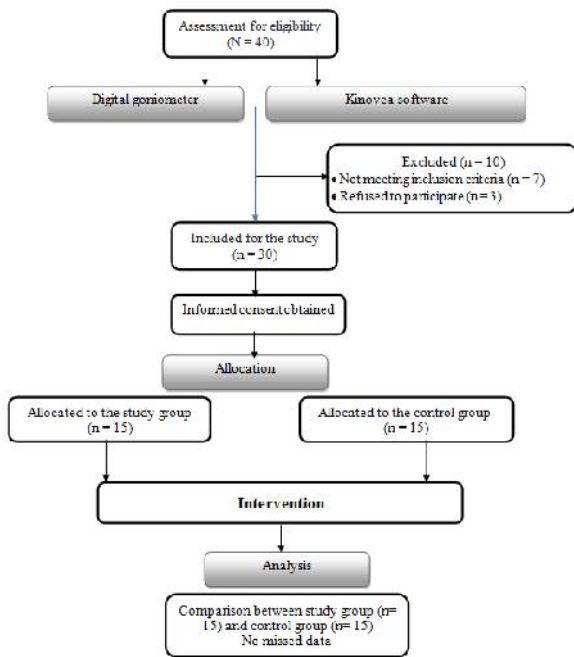 Assessment for eligibility
(N = 40)
Digital goniometer
Kinovea software
Excluded (n = 10)
• Not meeting inclusion criteria (n = 7)
• Refused to participate (n= 3)
Included for the study
(n = 30)
Informed consent obtained
Allocation
Allocated to the study group
(n = 15)
Allocated to the control group
(n = 15)
Intervention
Analysis
Comparison between study group (n=
15) and control group (n= 15)
No missed data